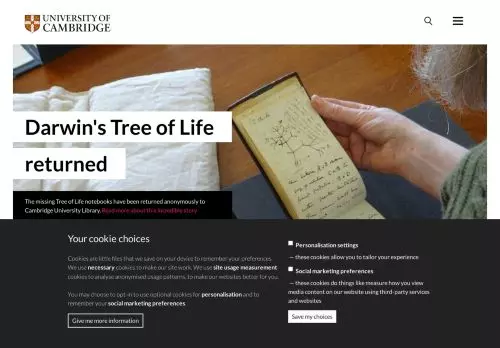 UNIVERSITY OF
CAMBRIDGE
Darwin's Tree of Life
returned
I think
The missing Tree of Life notebooks have been returned anonymously to
Cambridge University Library. Read more about this incredible story
Your cookie choices
Cookies are little files that we save on your device to remember your preferences.
We use necessary cookies to make our site work. We use site usage measurement
cookies to analyse anonymised usage patterns, to make our websites better for you.
You may choose to opt-in to use optional cookies for personalisation and to
remember your social marketing preferences.
Give me more information
Personalisation settings
— these cookies allow you to tailor your experience
Social marketing preferences
— these cookies do things like measure how you view
media content on our website using third-party services
and websites
Save my choices